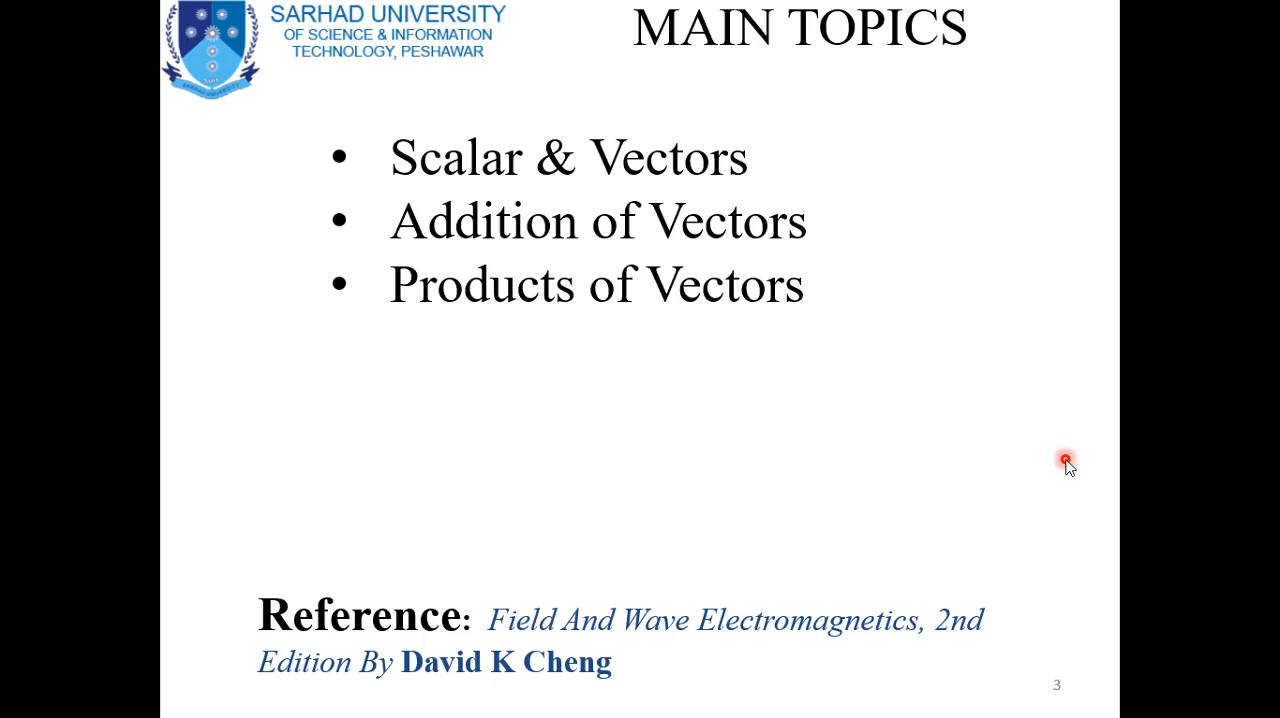 SARHAD UNIVERSITY
OF SCIENCE & INFORMATION
TECHNOLOGY, PESHAWAR
MAIN TOPICS
• Scalar & Vectors
• Addition of Vectors
• Products of Vectors
Reference: Field And Wave Electromagnetics, 2nd
Edition By David K Cheng
3